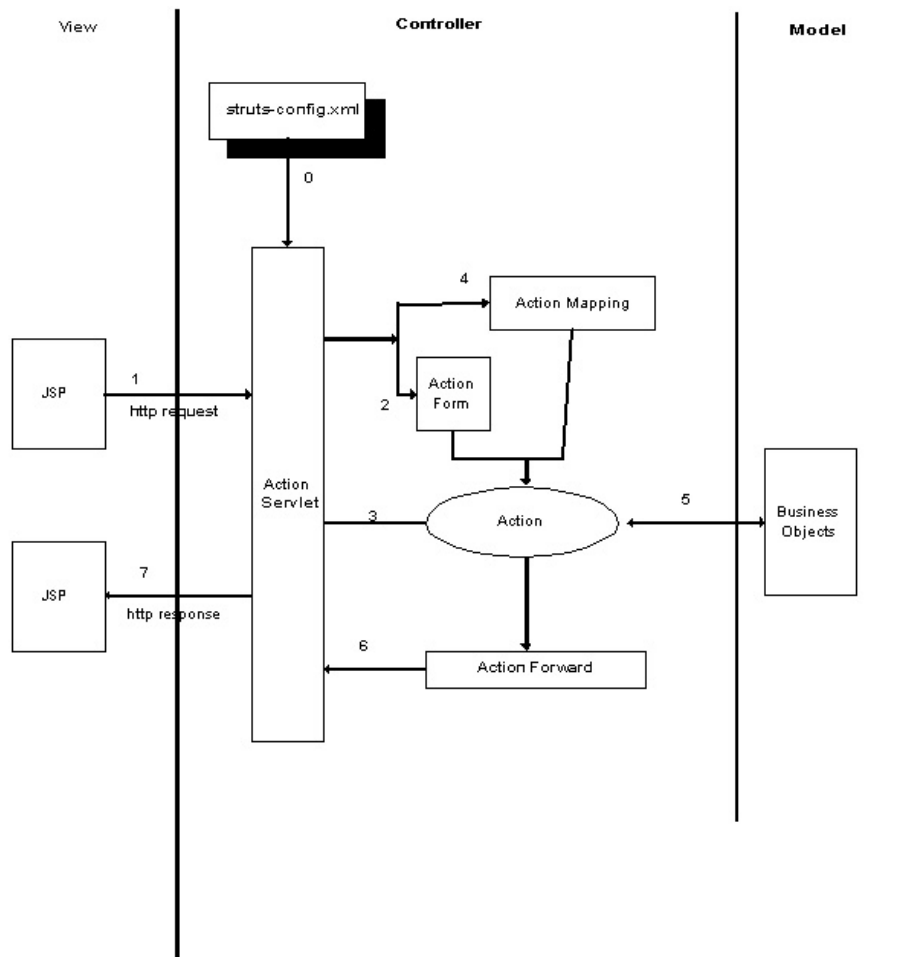 View
Controller
Model
struts-config.xml
0
4
Action Mapping
JSP
1
http request
Action
Form
2
Action
Servlet
3
Action
5
Business
Objects
JSP
7
http response
6
Action Forward